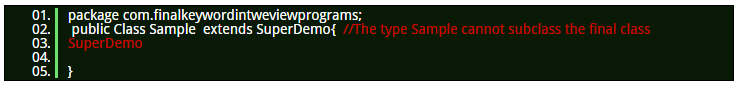 01. package com.finalkeywordintweviewprograms;
02.  public Class Sample  extends SuperDemo{  //The type Sample cannot subclass the final class
03. SuperDemo
04.
05. }